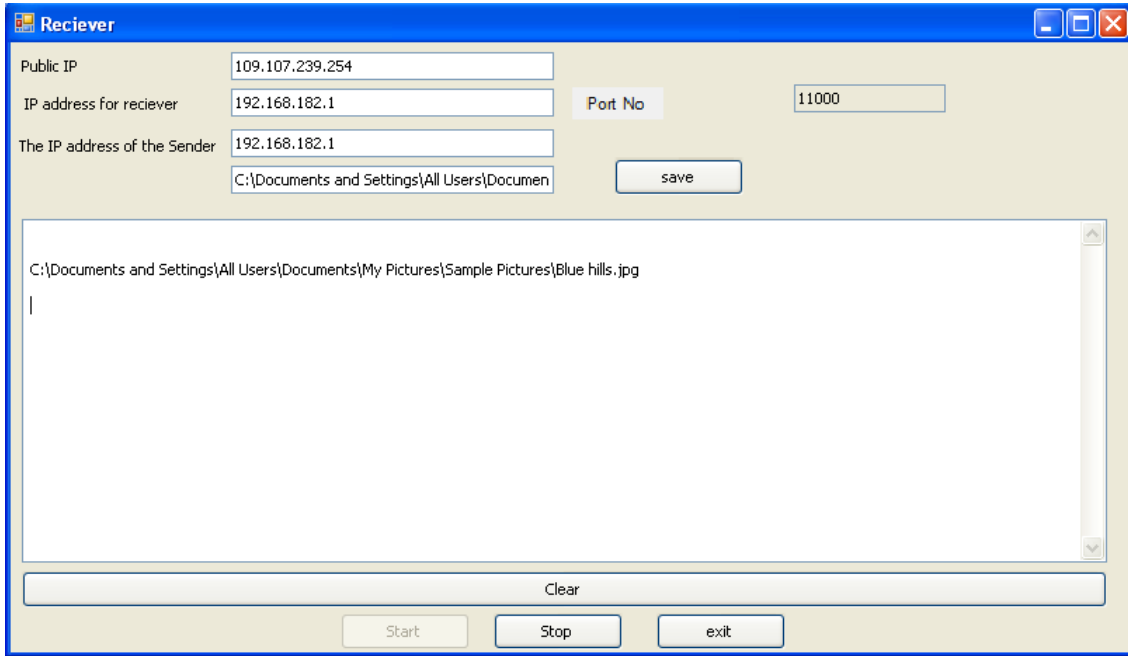 Reciever
Public IP 109.107.239.254
IP address for reciever 192.168.182.1 Port No 11000
The IP address of the Sender 192.168.182.1
C:\Documents and Settings\All Users\Documen save
C:\Documents and Settings\All Users\Documents\My Pictures\Sample Pictures\Blue hills.jpg
Clear
Start Stop exit